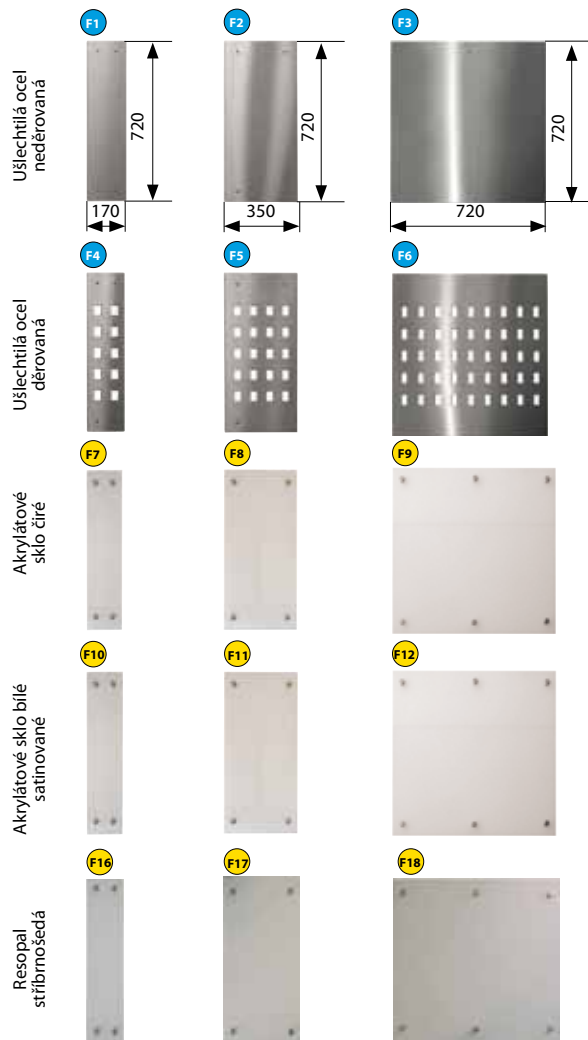 F1
F2
F3
Ušlechtilá ocel
neděrovaná
720
720
720
170
350
720
F4
F5
F6
Ušlechtilá ocel
děrovaná
F7
F8
F9
Akrylátové
sklo čiré
F10
F11
F12
Akrylátové sklo bílé
satinované
F16
F17
F18
Resopal
stříbrnošedá